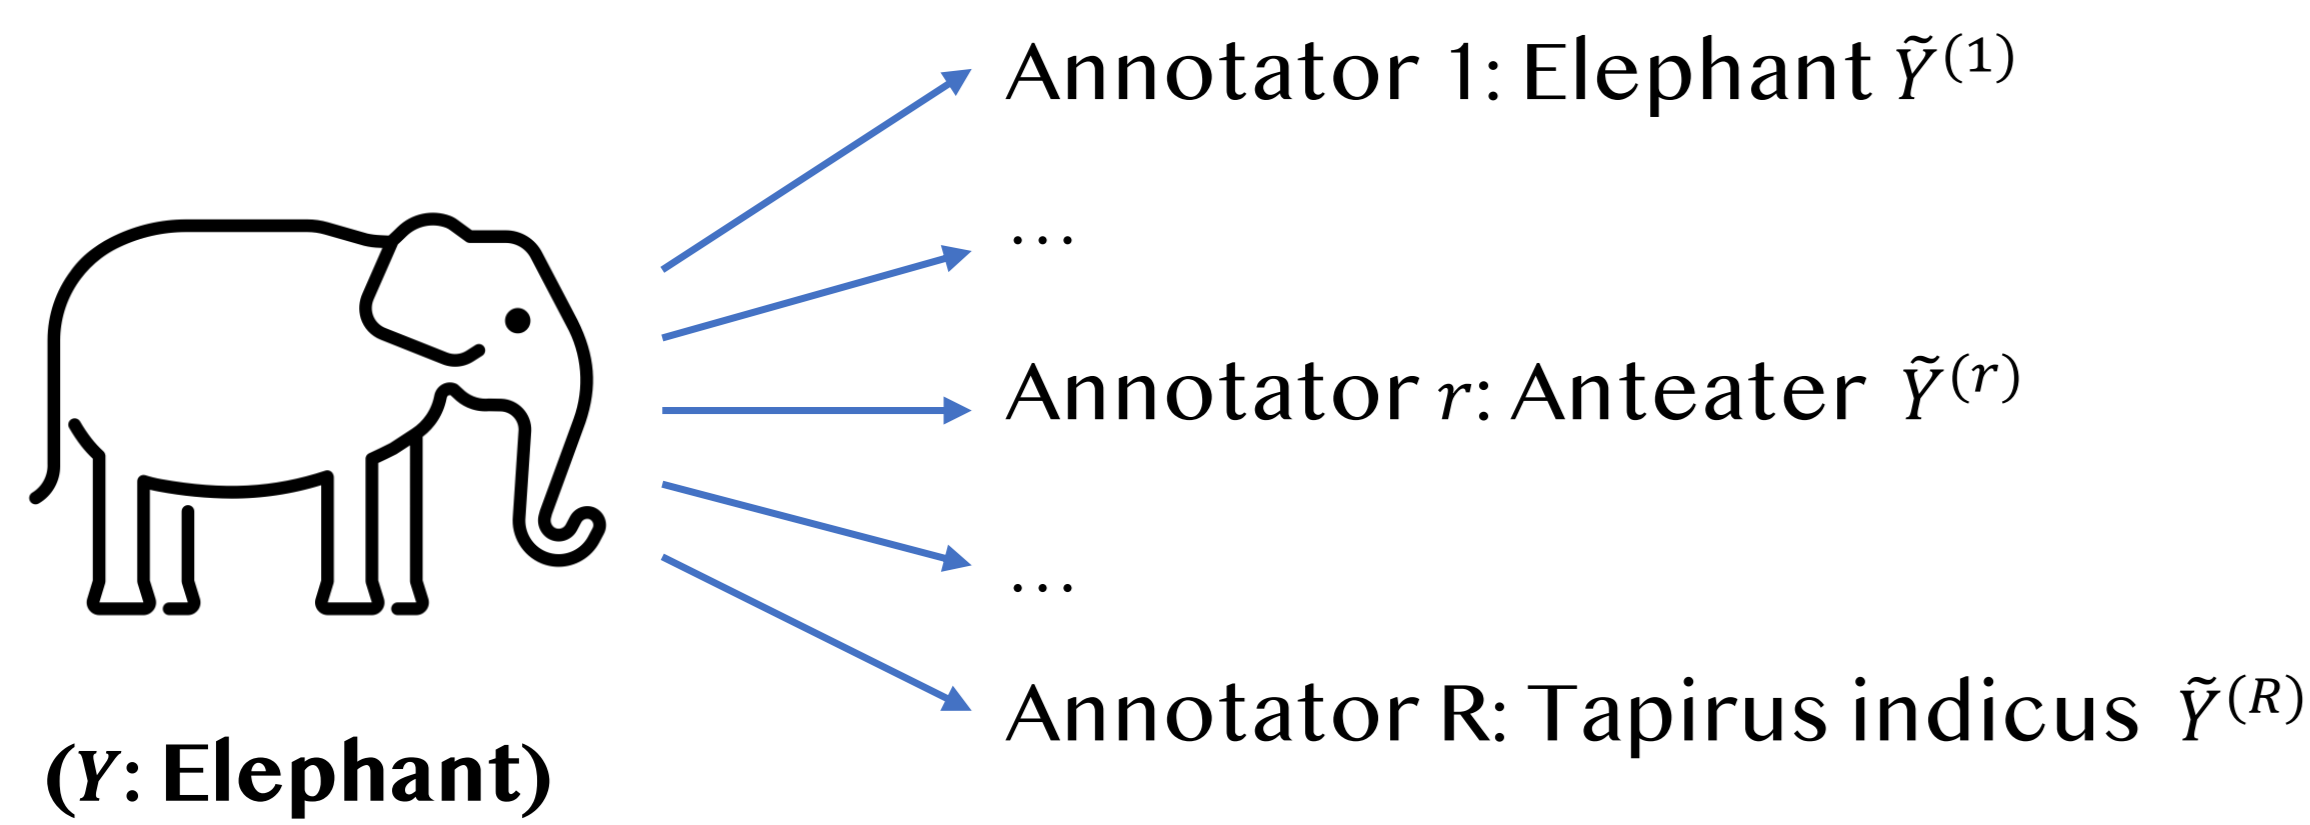 Annotator 1: Elephant Ỹ⁽¹⁾
...
Annotator r: Anteater Ỹ⁽ʳ⁾
...
Annotator R: Tapirus indicus Ỹ⁽ᴿ⁾
(Y: Elephant)